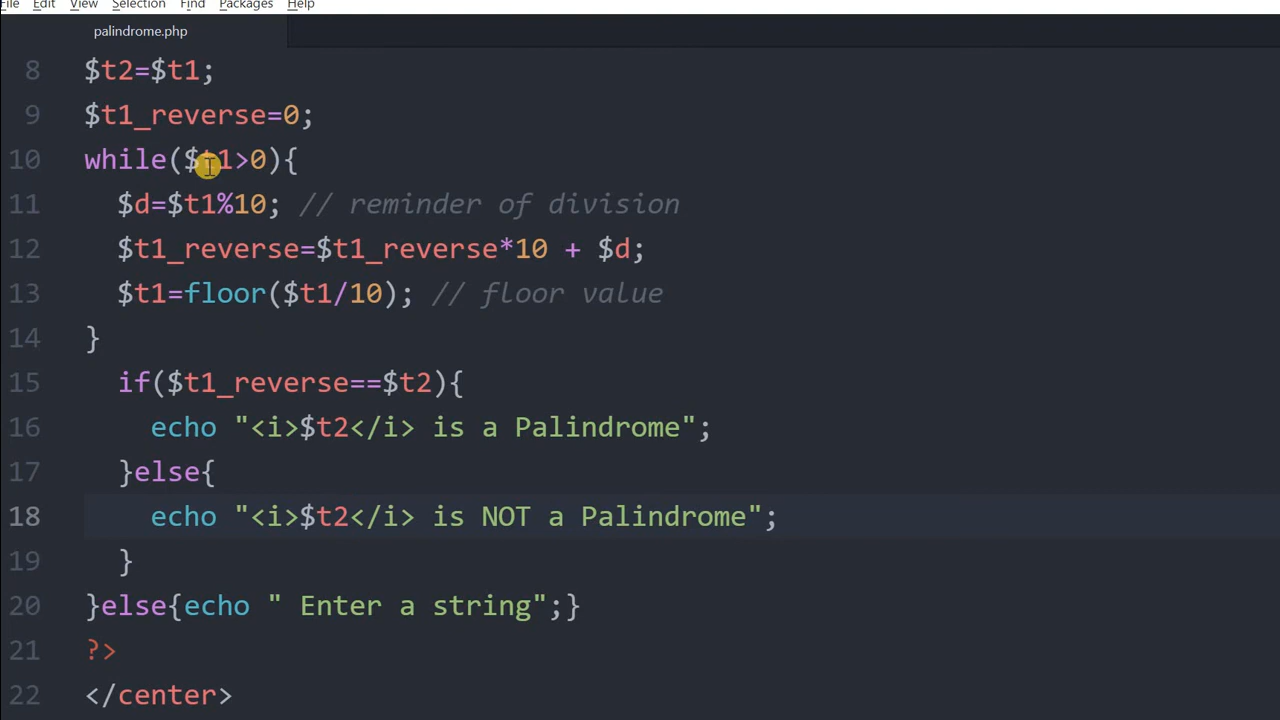 File Edit View Selection Find Packages Help
palindrome.php
8 $t2=$t1;
9 $t1_reverse=0;
10 while($t1>0){
11 $d=$t1%10; // reminder of division
12 $t1_reverse=$t1_reverse*10 + $d;
13 $t1=floor($t1/10); // floor value
14 }
15 if($t1_reverse==$t2){
16 echo "<i>$t2</i> is a Palindrome";
17 }else{
18 echo "<i>$t2</i> is NOT a Palindrome";
19 }
20 }else{echo " Enter a string";}
21 ?>
22 </center>